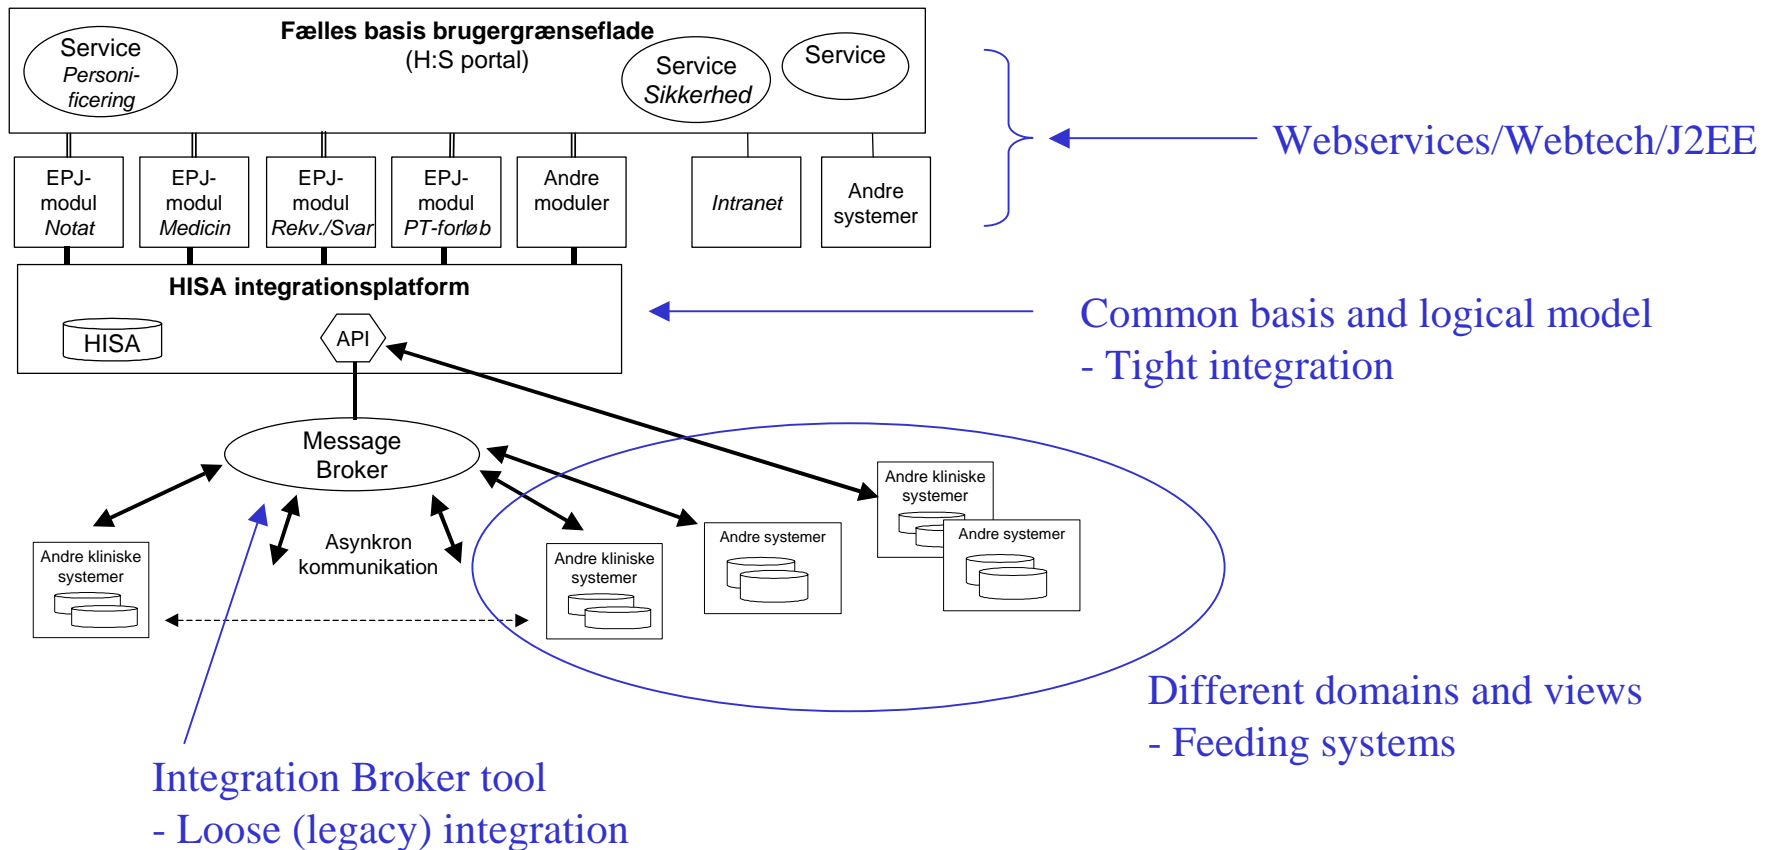 Fælles basis brugergrænseflade
(H:S portal)
Service
Personi-
ficering
Service
Sikkerhed
Service
Webservices/Webtech/J2EE
EPJ-
modul
Notat
EPJ-
modul
Medicin
EPJ-
modul
Rekv./Svar
EPJ-
modul
PT-forløb
Andre
moduler
Intranet
Andre
systemer
HISA integrationsplatform
HISA
API
Common basis and logical model
- Tight integration
Message
Broker
Andre kliniske
systemer
Asynkron
kommunikation
Andre kliniske
systemer
Andre systemer
Andre kliniske
systemer
Andre systemer
Different domains and views
- Feeding systems
Integration Broker tool
- Loose (legacy) integration